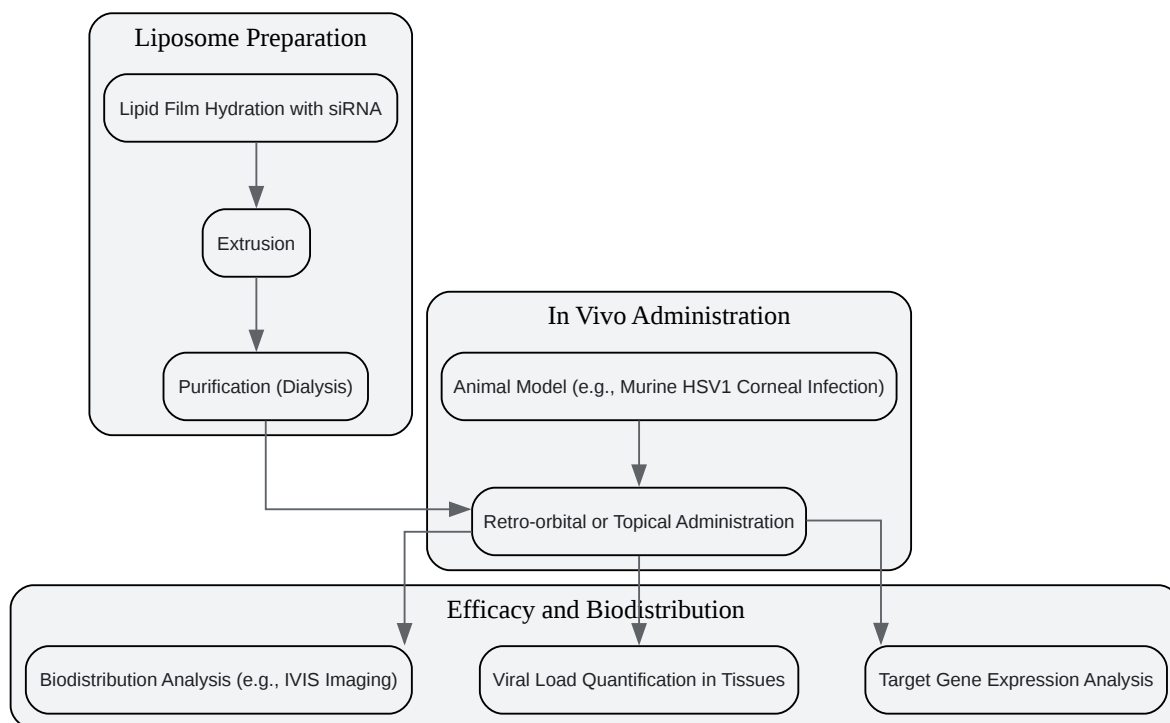 Liposome Preparation
Lipid Film Hydration with siRNA
Extrusion
Purification (Dialysis)
In Vivo Administration
Animal Model (e.g., Murine HSV1 Corneal Infection)
Retro-orbital or Topical Administration
Efficacy and Biodistribution
Biodistribution Analysis (e.g., IVIS Imaging)
Viral Load Quantification in Tissues
Target Gene Expression Analysis